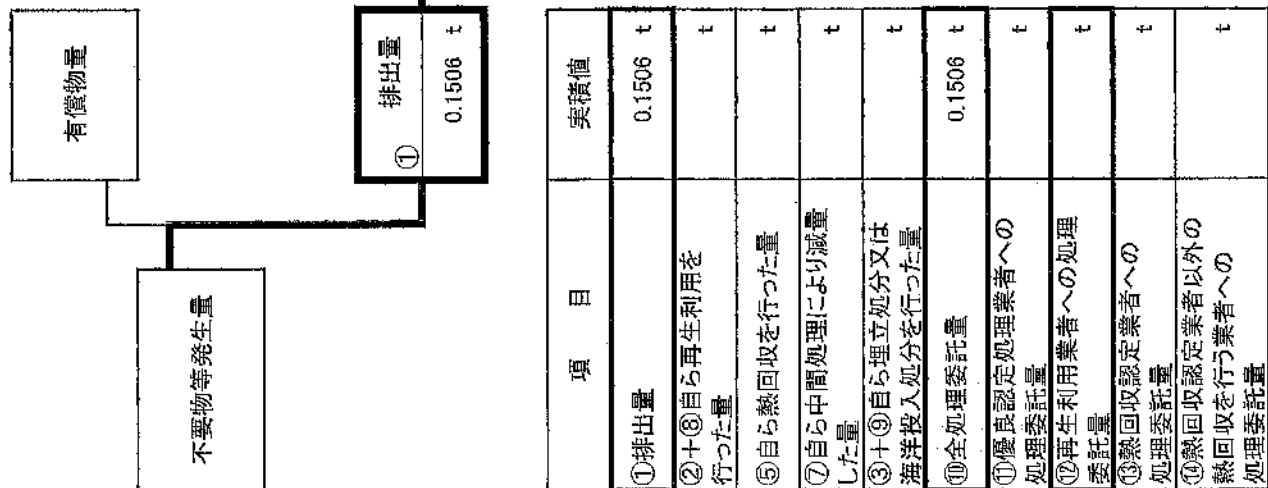 有償物量
不要物等発生量
① 排出量
0.1506 t
項 目 実績値
①排出量 0.1506 t
②+⑧自ら再生利用を
行った量 t
⑤自ら熱回収を行った量 t
⑦自ら中間処理により減量
した量 t
③+⑨自ら埋立処分又は
海洋投入処分を行った量 t
⑩全処理委託量 0.1506 t
⑪優良認定処理業者への
処理委託量 t
⑫再生利用業者への処理
委託量 t
⑬熱回収認定業者への
処理委託量 t
⑭熱回収認定業者以外の
熱回収を行う業者への
処理委託量 t